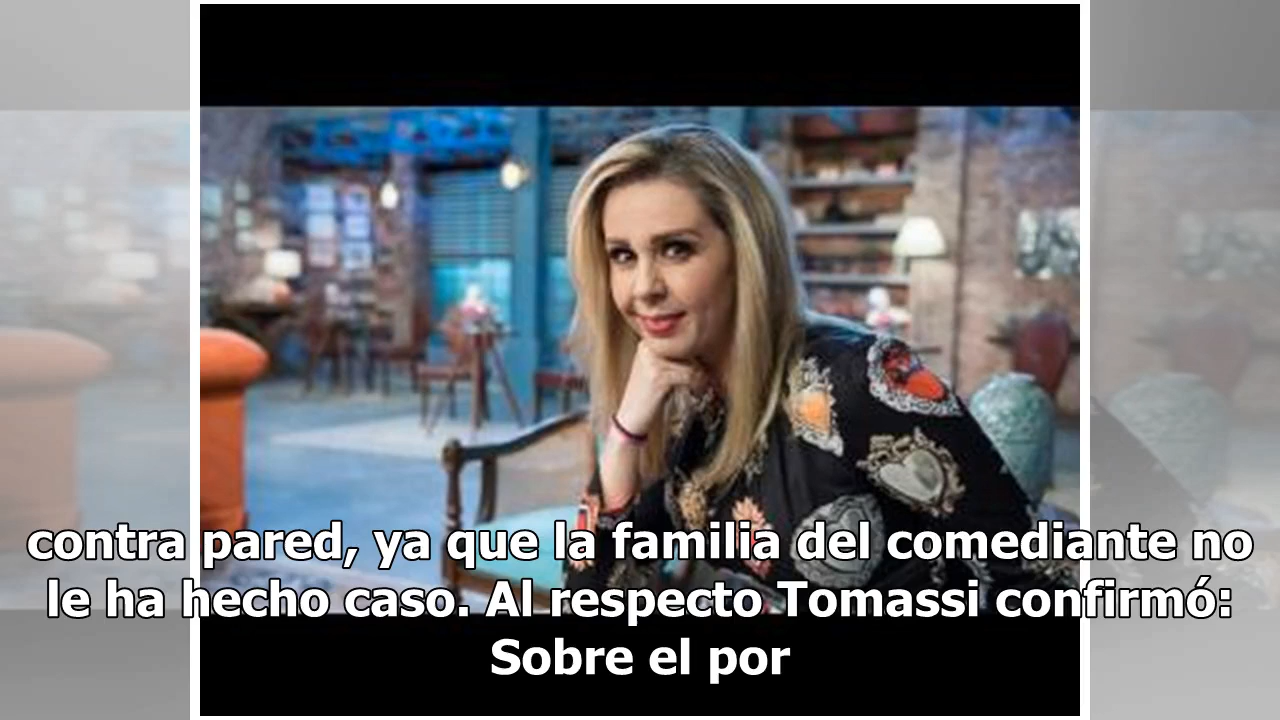 contra pared, ya que la familia del comediante no
le ha hecho caso. Al respecto Tomassi confirmó:
Sobre el por